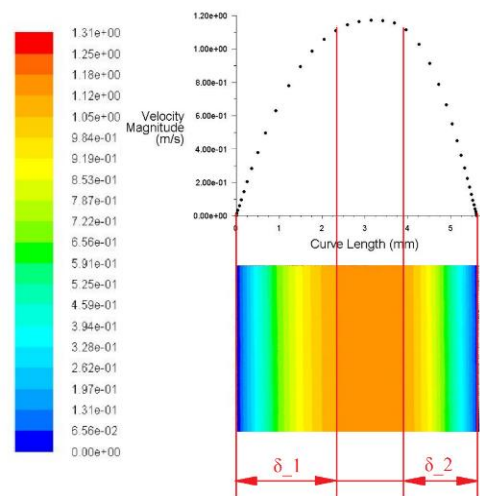 1.31e+00
1.25e+00
1.18e+00
1.12e+00
1.05e+00
9.84e-01
9.19e-01
8.53e-01
7.87e-01
7.22e-01
6.56e-01
5.91e-01
5.25e-01
4.59e-01
3.94e-01
3.28e-01
2.62e-01
1.97e-01
1.31e-01
6.56e-02
0.00e+00
Velocity
Magnitude
(m/s)
1.20e+00
1.00e+00
8.00e-01
6.00e-01
4.00e-01
2.00e-01
0.00e+00
0 1 2 3 4 5
Curve Length (mm)
δ_1 δ_2